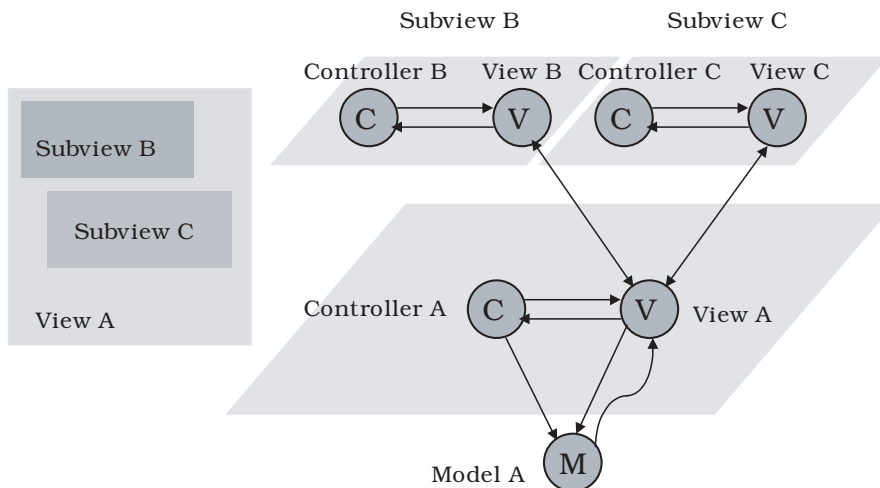 Subview B
Subview C
Controller B
View B
Controller C
View C
C
V
C
V
Subview B
Subview C
View A
Controller A
C
V
View A
M
Model A